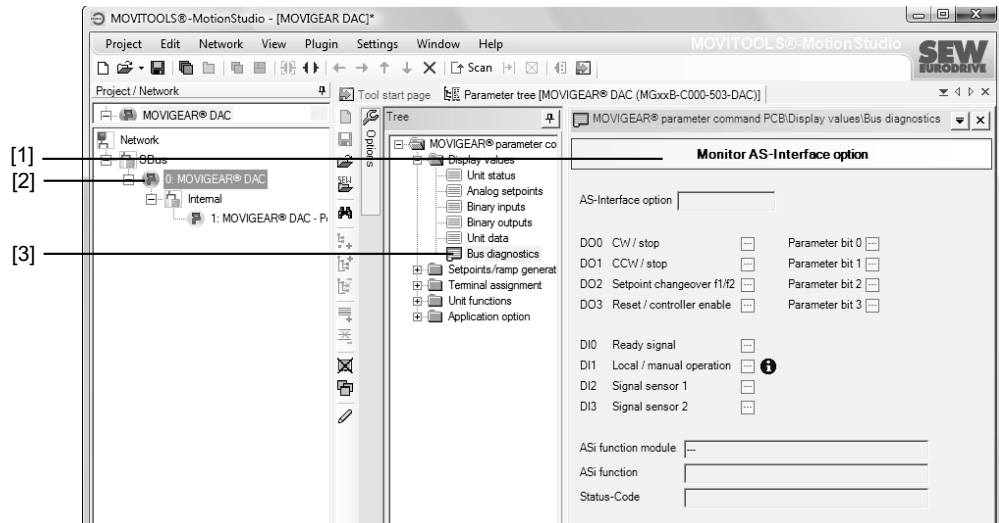 MOVITOOLS®-MotionStudio - [MOVIGEAR DAC]*
Project Edit Network View Plugin Settings Window Help
MOVITOOLS®-MotionStudio
SEW
EURODRIVE
Scan
Project / Network
Tool start page Parameter tree [MOVIGEAR® DAC (MGxxB-C000-503-DAC)]
MOVIGEAR® DAC
Network
SBus
0: MOVIGEAR® DAC
Internal
1: MOVIGEAR® DAC - P
[1]
[2]
[3]
Options
SEW
Tree
MOVIGEAR® parameter co
Display values
Unit status
Analog setpoints
Binary inputs
Binary outputs
Unit data
Bus diagnostics
Setpoints/ramp generat
Terminal assignment
Unit functions
Application option
MOVIGEAR® parameter command PCB\Display values\Bus diagnostics
Monitor AS-Interface option
AS-Interface option
DO0 CW / stop --- Parameter bit 0 ---
DO1 CCW / stop --- Parameter bit 1 ---
DO2 Setpoint changeover f1/f2 --- Parameter bit 2 ---
DO3 Reset / controller enable --- Parameter bit 3 ---
DI0 Ready signal ---
DI1 Local / manual operation ---
DI2 Signal sensor 1 ---
DI3 Signal sensor 2 ---
ASi function module ---
ASi function
Status-Code